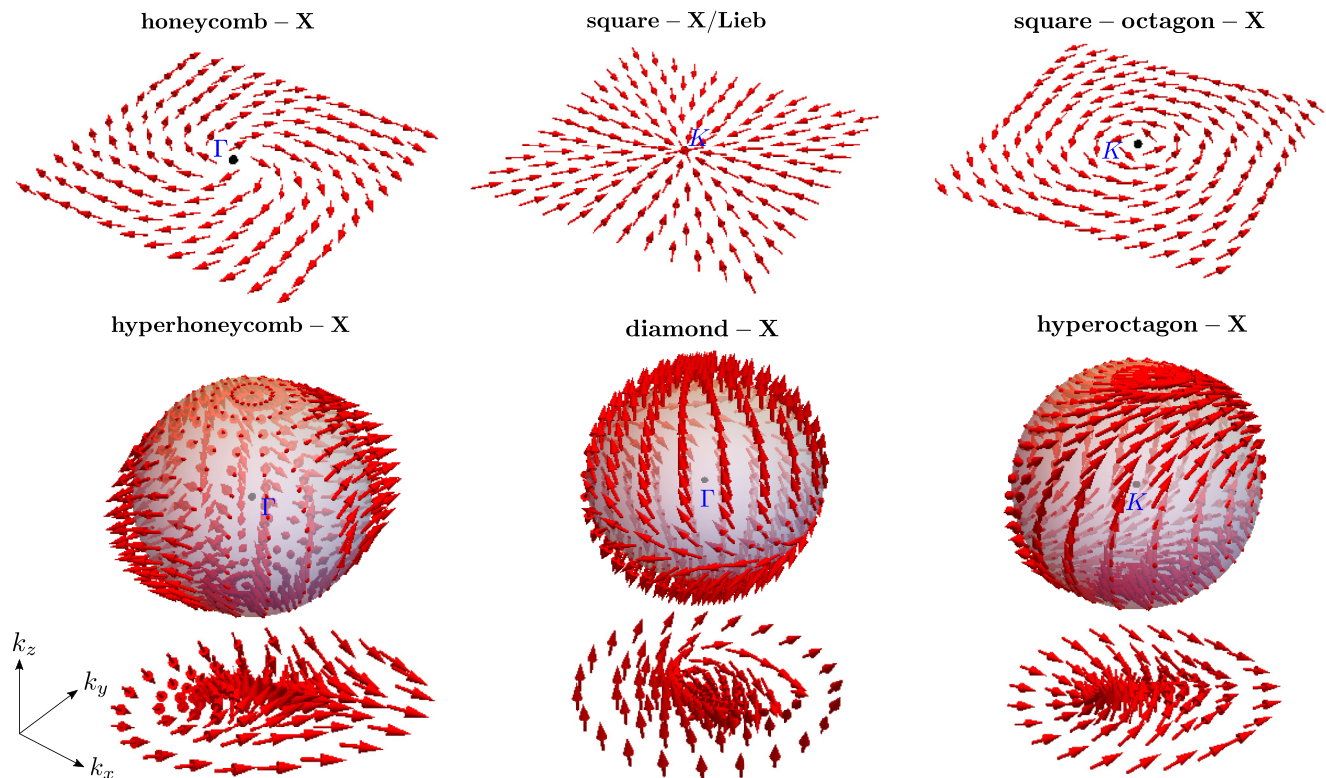 honeycomb – X
square – X/Lieb
square – octagon – X
Γ
K
K
hyperhoneycomb – X
diamond – X
hyperoctagon – X
Γ
Γ
K
k_z
k_y
k_x